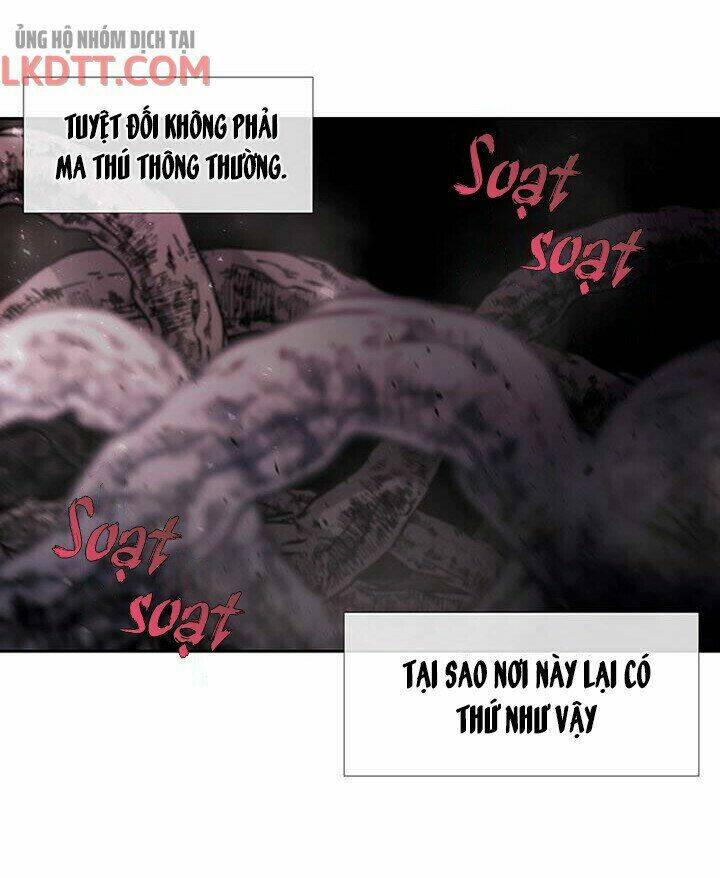 ỦNG HỘ NHÓM DỊCH TẠI
LKDTT.COM
TUYỆT ĐỐI KHÔNG PHẢI
MA THÚ THÔNG THƯỜNG.
Soạt
soạt
Soạt
soạt
TẠI SAO NƠI NÀY LẠI CÓ
THỨ NHƯ VẬY